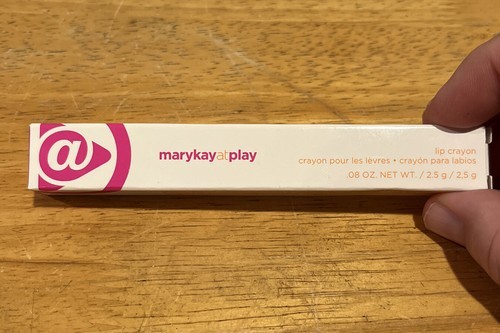 @
marykayatplay
lip crayon
crayon pour les lèvres • crayón para labios
.08 OZ. NET WT. / 2.5 g / 2,5 g